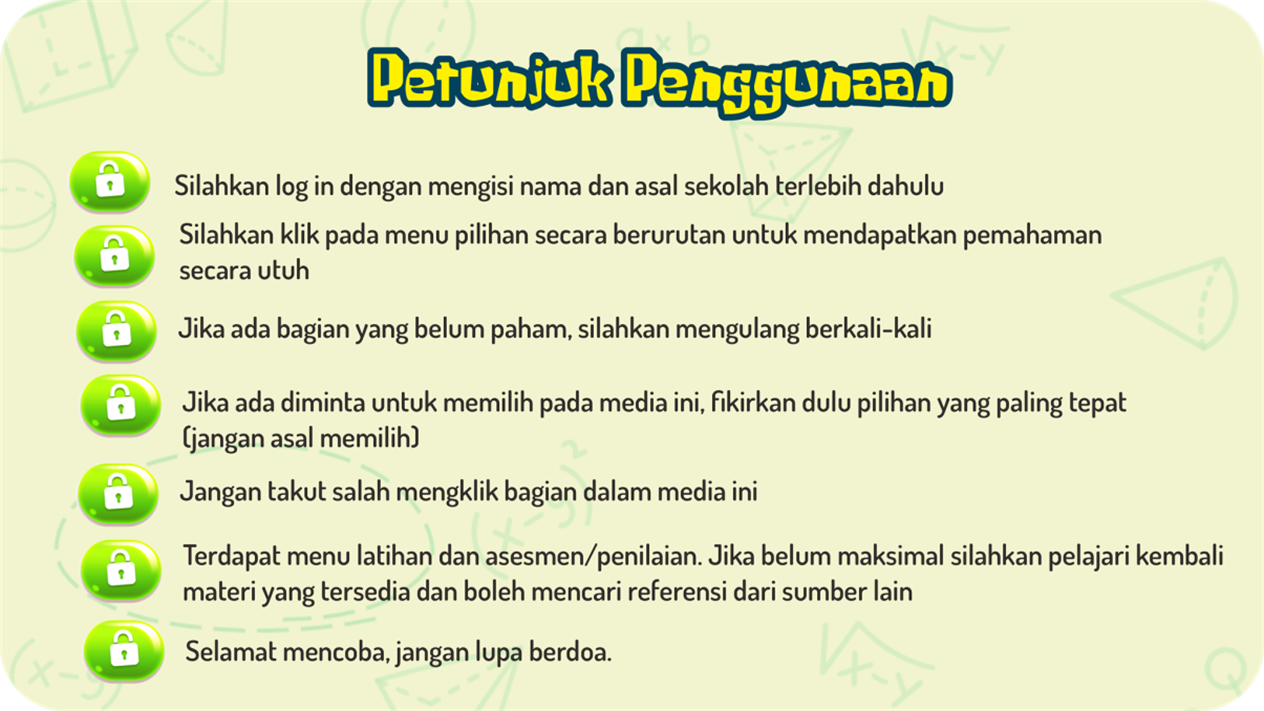 Petunjuk Penggunaan
Silahkan log in dengan mengisi nama dan asal sekolah terlebih dahulu
Silahkan klik pada menu pilihan secara berurutan untuk mendapatkan pemahaman
secara utuh
Jika ada bagian yang belum paham, silahkan mengulang berkali-kali
Jika ada diminta untuk memilih pada media ini, fikirkan dulu pilihan yang paling tepat
(jangan asal memilih)
Jangan takut salah mengklik bagian dalam media ini
Terdapat menu latihan dan asesmen/penilaian. Jika belum maksimal silahkan pelajari kembali
materi yang tersedia dan boleh mencari referensi dari sumber lain
Selamat mencoba, jangan lupa berdoa.
a×b
√x-y
(x-y)²
(x-y)
√x-y
Q